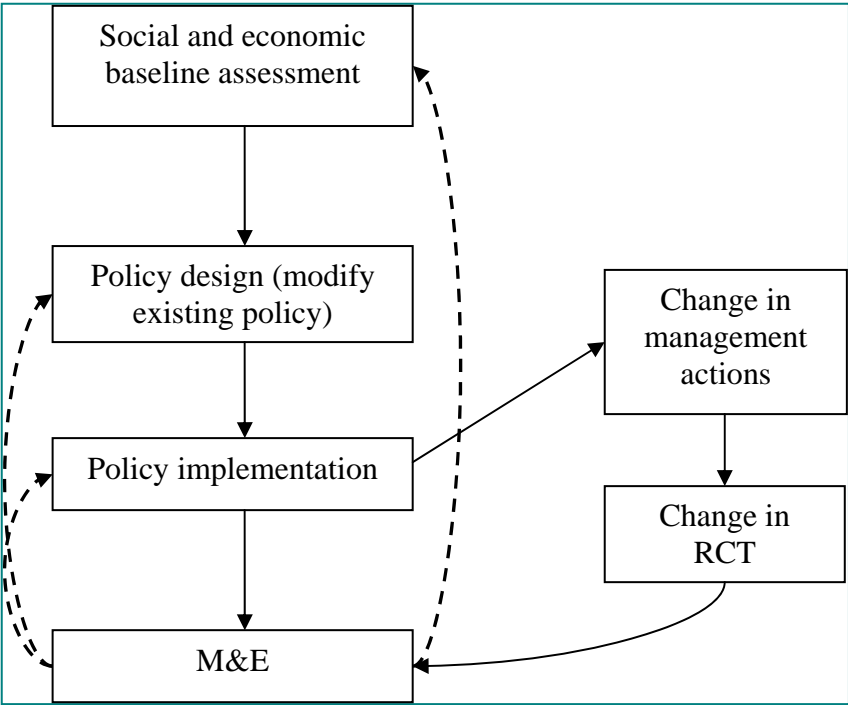 Social and economic
baseline assessment
Policy design (modify
existing policy)
Change in
management
actions
Policy implementation
Change in
RCT
M&E